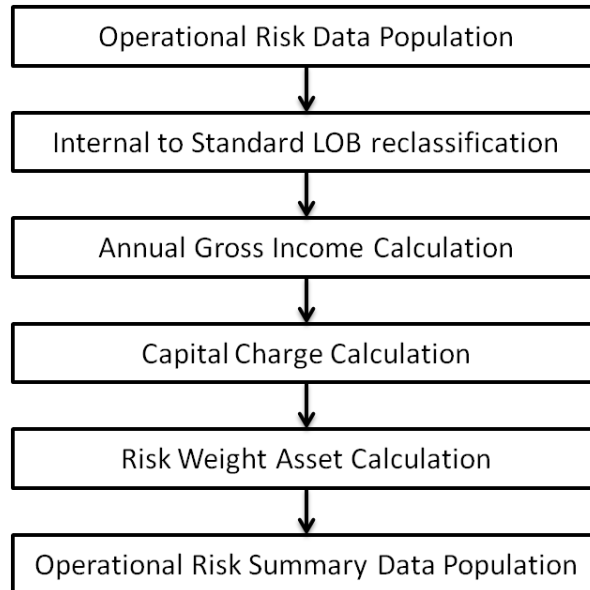 Operational Risk Data Population
Internal to Standard LOB reclassification
Annual Gross Income Calculation
Capital Charge Calculation
Risk Weight Asset Calculation
Operational Risk Summary Data Population